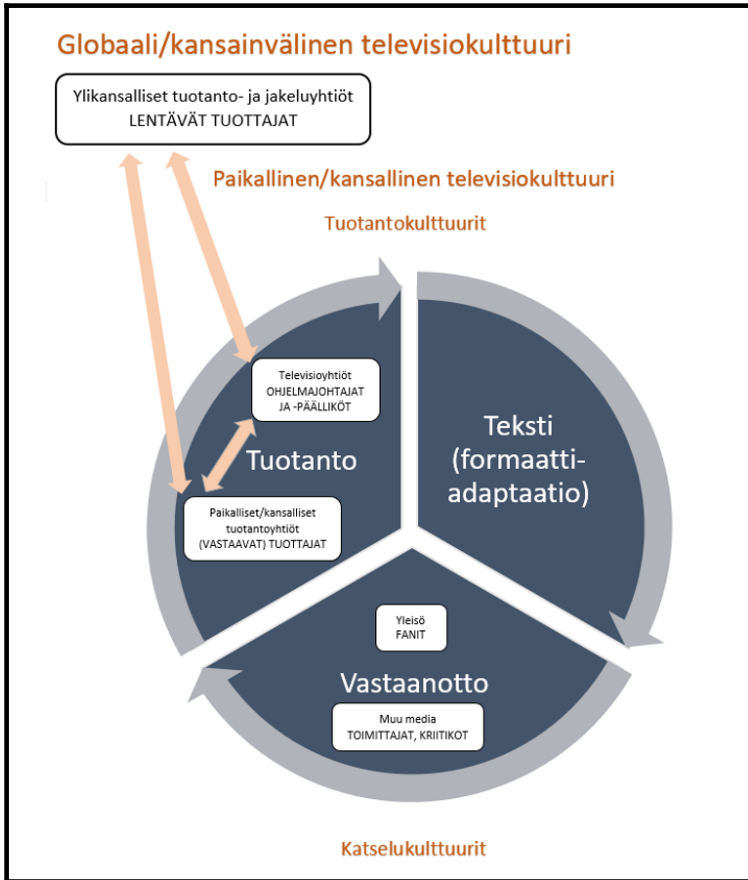 Globaali/kansainvälinen televisiokulttuuri
Ylikansalliset tuotanto- ja jakeluyhtiöt
LENTÄVÄT TUOTTAJAT
Paikallinen/kansallinen televisiokulttuuri
Tuotantokulttuurit
Televisioyhtiöt
OHJELMAJOHTAJAT
JA -PÄÄLLIKÖT
Tuotanto
Paikalliset/kansalliset
tuotantoyhtiöt
(VASTAAVAT) TUOTTAJAT
Teksti
(formaatti-
adaptaatio)
Yleisö
FANIT
Vastaanotto
Muu media
TOIMITTAJAT, KRIITIKOT
Katselukulttuurit